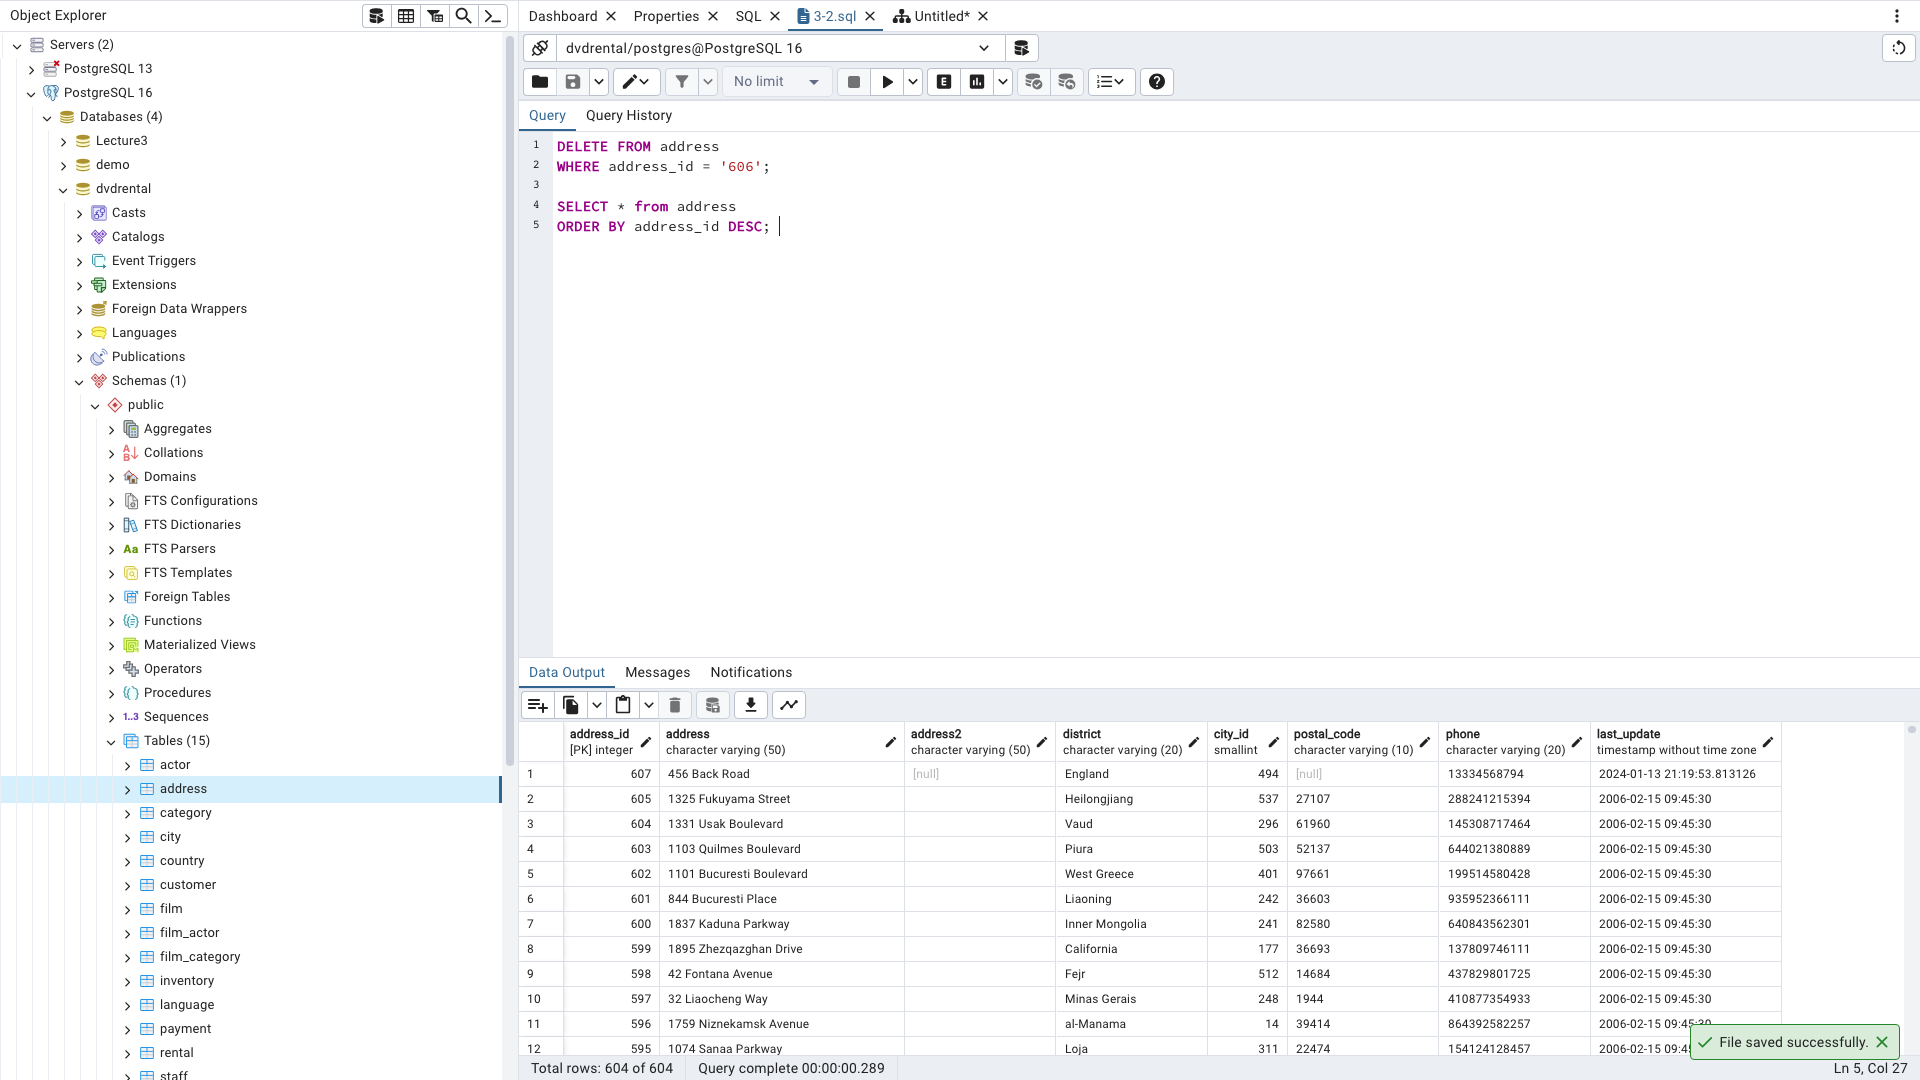 Object Explorer
Servers (2)
PostgreSQL 13
PostgreSQL 16
Databases (4)
Lecture3
demo
dvdrental
Casts
Catalogs
Event Triggers
Extensions
Foreign Data Wrappers
Languages
Publications
Schemas (1)
public
Aggregates
Collations
Domains
FTS Configurations
FTS Dictionaries
Aa FTS Parsers
FTS Templates
Foreign Tables
Functions
Materialized Views
Operators
Procedures
1..3 Sequences
Tables (15)
actor
address
category
city
country
customer
film
film_actor
film_category
inventory
language
payment
rental
staff
Dashboard Properties SQL 3-2.sql Untitled*
dvdrental/postgres@PostgreSQL 16
No limit E
Query Query History
1 DELETE FROM address
2 WHERE address_id = '606';
3
4 SELECT * from address
5 ORDER BY address_id DESC;
Data Output Messages Notifications
address_id address address2 district city_id postal_code phone last_update
[PK] integer character varying (50) character varying (50) character varying (20) smallint character varying (10) character varying (20) timestamp without time zone
1 607 456 Back Road [null] England 494 [null] 13334568794 2024-01-13 21:19:53.813126
2 605 1325 Fukuyama Street Heilongjiang 537 27107 288241215394 2006-02-15 09:45:30
3 604 1331 Usak Boulevard Vaud 296 61960 145308717464 2006-02-15 09:45:30
4 603 1103 Quilmes Boulevard Piura 503 52137 644021380889 2006-02-15 09:45:30
5 602 1101 Bucuresti Boulevard West Greece 401 97661 199514580428 2006-02-15 09:45:30
6 601 844 Bucuresti Place Liaoning 242 36603 935952366111 2006-02-15 09:45:30
7 600 1837 Kaduna Parkway Inner Mongolia 241 82580 640843562301 2006-02-15 09:45:30
8 599 1895 Zhezqazghan Drive California 177 36693 137809746111 2006-02-15 09:45:30
9 598 42 Fontana Avenue Fejr 512 14684 437829801725 2006-02-15 09:45:30
10 597 32 Liaocheng Way Minas Gerais 248 1944 410877354933 2006-02-15 09:45:30
11 596 1759 Niznekamsk Avenue al-Manama 14 39414 864392582257 2006-02-15 09:45:30
12 595 1074 Sanaa Parkway Loja 311 22474 154124128457 2006-02-15
File saved successfully.
Total rows: 604 of 604 Query complete 00:00:00.289 Ln 5, Col 27